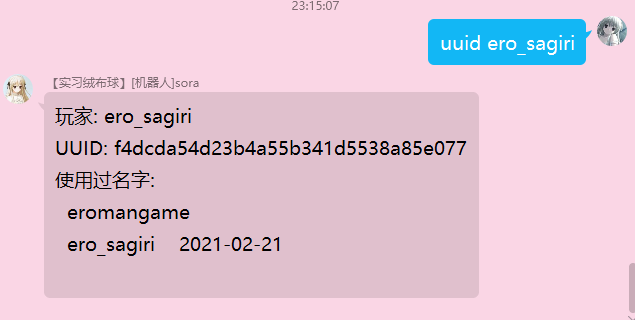 23:15:07
uuid ero_sagiri
【实习绒布球】[机器人]sora
玩家: ero_sagiri
UUID: f4dcda54d23b4a55b341d5538a85e077
使用过名字:
eromangame
ero_sagiri 2021-02-21